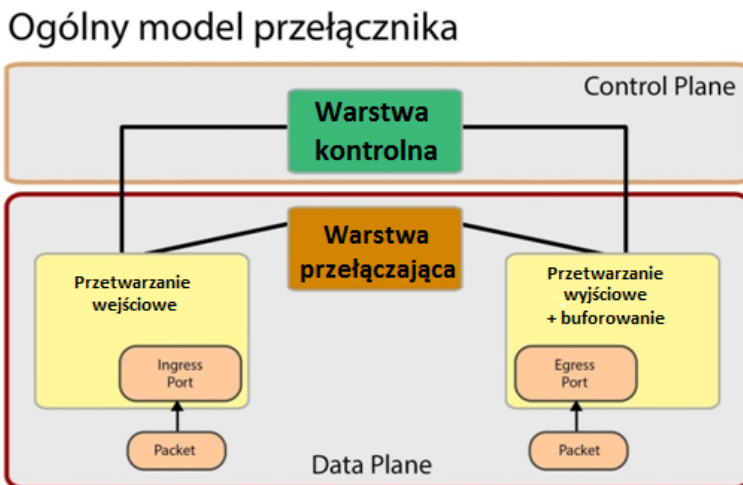 Ogólny model przełącznika
Control Plane
Warstwa
kontrolna
Warstwa
przełączająca
Przetwarzanie
wejściowe
Przetwarzanie
wyjściowe
+ buforowanie
Ingress
Port
Egress
Port
Packet
Packet
Data Plane